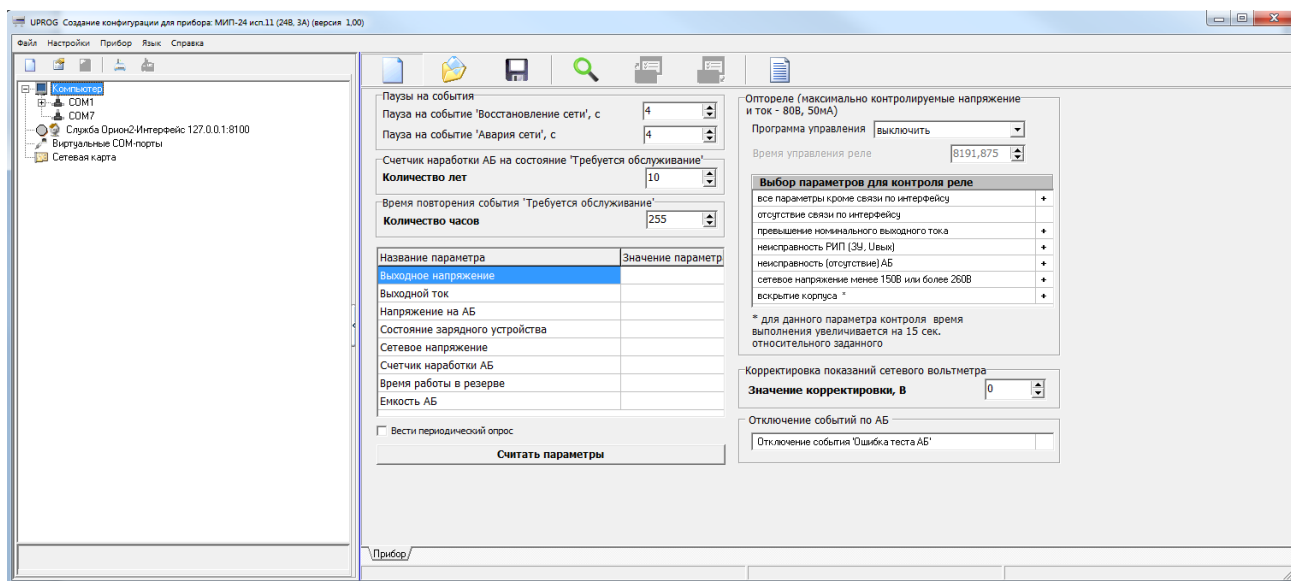 UPROG Создание конфигурации для прибора: МИП-24 исп.11 (24В, 3А) (версия 1,00)
Файл Настройки Прибор Язык Справка
Компьютер
COM1
COM7
Служба Орион2-Интерфейс 127.0.0.1:8100
Виртуальные COM-порты
Сетевая карта
Паузы на события
Пауза на событие 'Восстановление сети', с 4
Пауза на событие 'Авария сети', с 4
Счетчик наработки АБ на состояние 'Требуется обслуживание'
Количество лет 10
Время повторения события 'Требуется обслуживание'
Количество часов 255
Название параметра Значение параметр
Выходное напряжение
Выходной ток
Напряжение на АБ
Состояние зарядного устройства
Сетевое напряжение
Счетчик наработки АБ
Время работы в резерве
Емкость АБ
Вести периодический опрос
Считать параметры
Оптореле (максимально контролируемые напряжение
и ток - 80В, 50мА)
Программа управления выключить
Время управления реле 8191,875
Выбор параметров для контроля реле
все параметры кроме связи по интерфейсу +
отсутствие связи по интерфейсу
превышение номинального выходного тока +
неисправность РИП (ЗУ, Uвых) +
неисправность (отсутствие) АБ +
сетевое напряжение менее 150В или более 260В +
вскрытие корпуса * +
* для данного параметра контроля время
выполнения увеличивается на 15 сек.
относительного заданного
Корректировка показаний сетевого вольтметра
Значение корректировки, В 0
Отключение событий по АБ
Отключение события 'Ошибка теста АБ'
Прибор